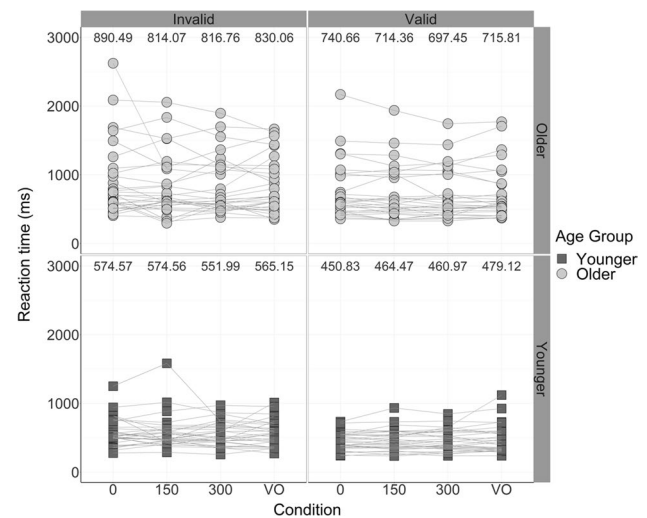 Invalid Valid
3000 890.49 814.07 816.76 830.06 740.66 714.36 697.45 715.81
2000
1000
0
Older
3000 574.57 574.56 551.99 565.15 450.83 464.47 460.97 479.12
2000
1000
0
Younger
0 150 300 VO 0 150 300 VO
Condition
Reaction time (ms)
Age Group
Younger
Older